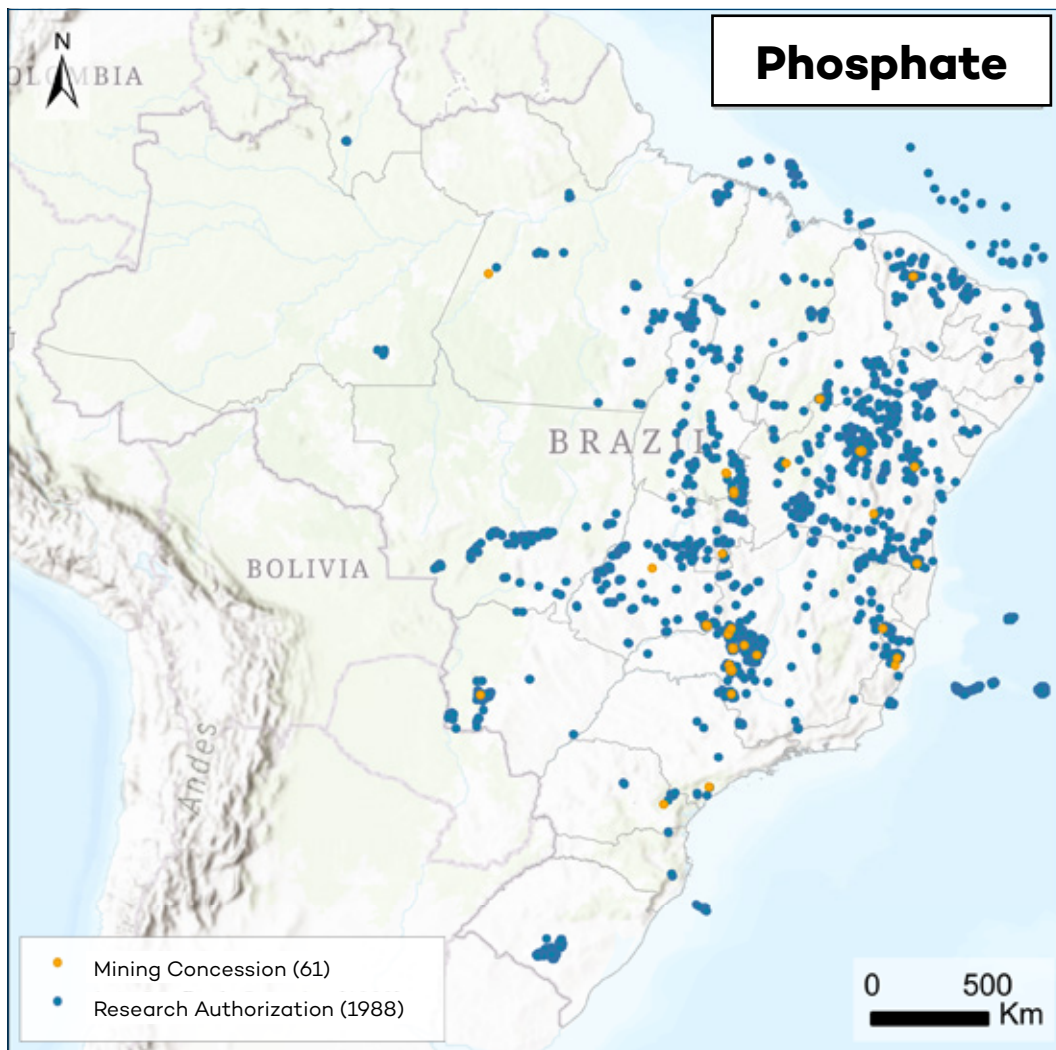 Phosphate
N
OLOMBIA
BRAZIL
BOLIVIA
Andes
Mining Concession (61)
Research Authorization (1988)
0 500
Km